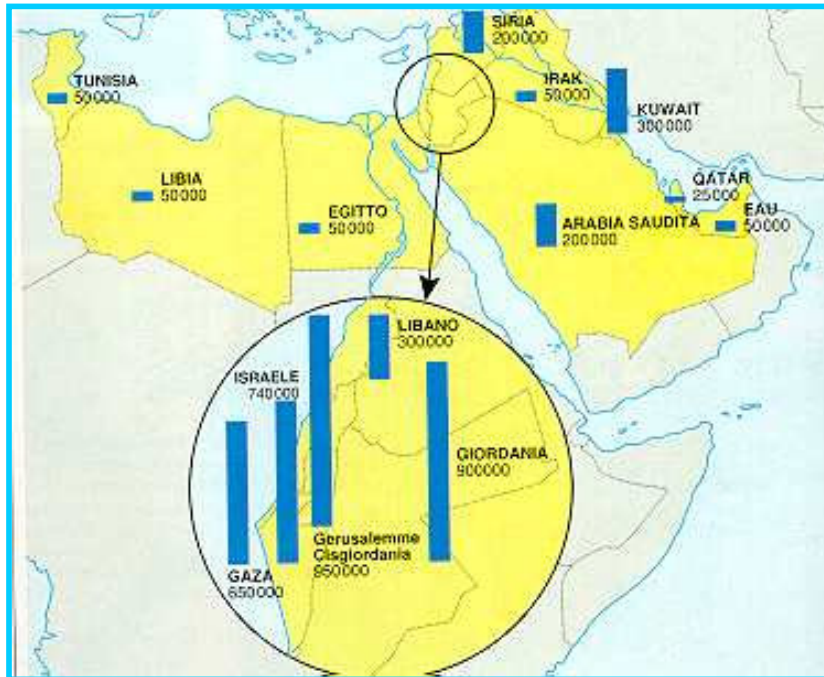 SIRIA
200000
TUNISIA
50000
IRAK
50000
KUWAIT
300000
LIBIA
50000
EGITTO
50000
QATAR
25000
ARABIA SAUDITA
200000
EAU
50000
LIBANO
300000
ISRAELE
740000
GIORDANIA
900000
Gerusalemme
Cisgiordania
950000
GAZA
650000